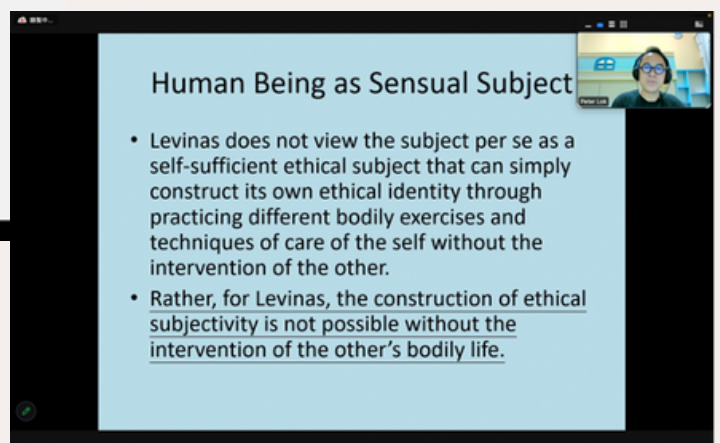 Human Being as Sensual Subject
• Levinas does not view the subject per se as a
self-sufficient ethical subject that can simply
construct its own ethical identity through
practicing different bodily exercises and
techniques of care of the self without the
intervention of the other.
• Rather, for Levinas, the construction of ethical
subjectivity is not possible without the
intervention of the other’s bodily life.
Peter Lok